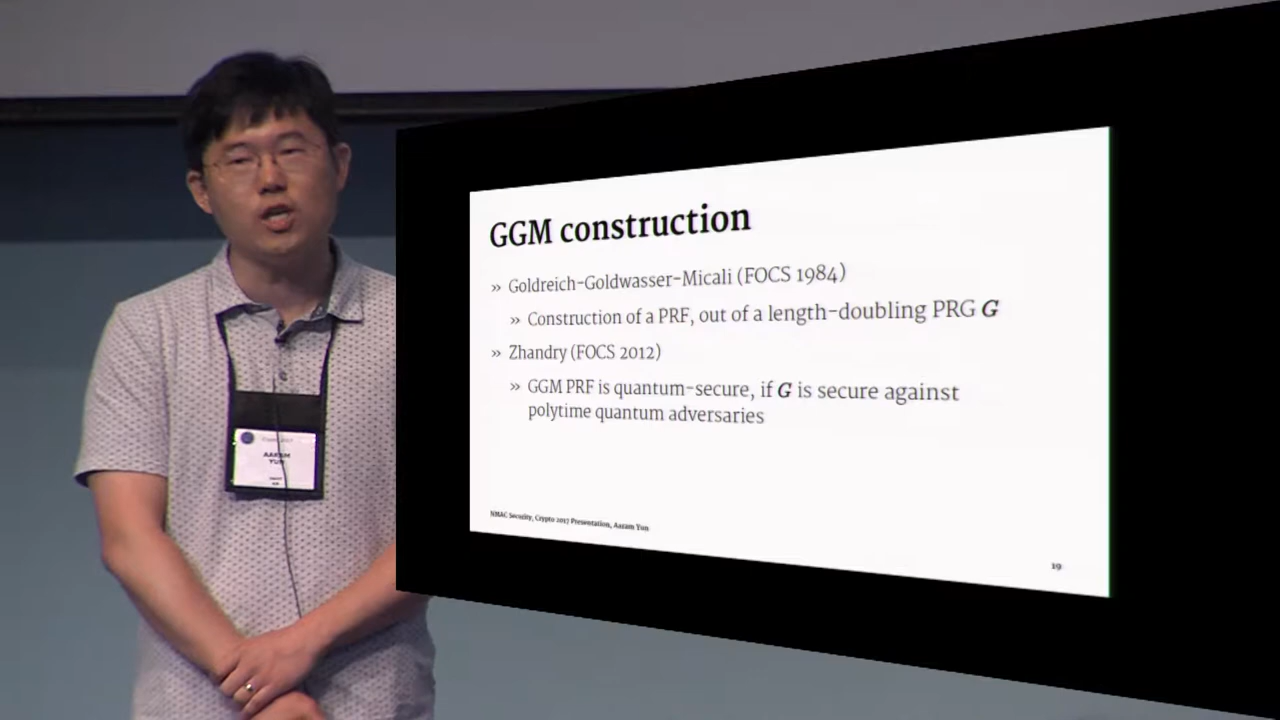 GGM construction
» Goldreich-Goldwasser-Micali (FOCS 1984)
» Construction of a PRF, out of a length-doubling PRG G
» Zhandry (FOCS 2012)
» GGM PRF is quantum-secure, if G is secure against
polytime quantum adversaries
NMAC Security, Crypto 2017 Presentation, Aaram Yun
19
AARAM
YUN